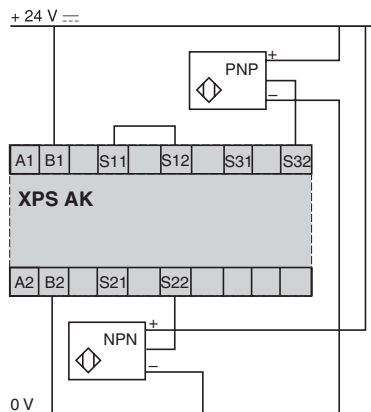 + 24 V ⎓
PNP
+
−
A1 B1 S11 S12 S31 S32
XPS AK
A2 B2 S21 S22
NPN
+
−
0 V